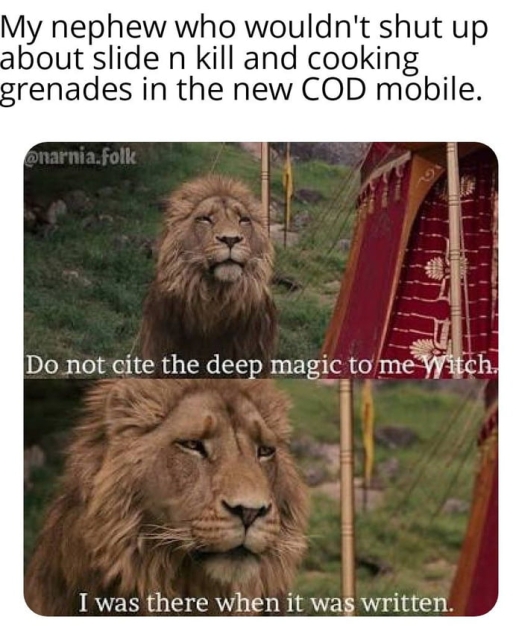 My nephew who wouldn't shut up
about slide n kill and cooking
grenades in the new COD mobile.
@narnia.folk
Do not cite the deep magic to me Witch.
I was there when it was written.